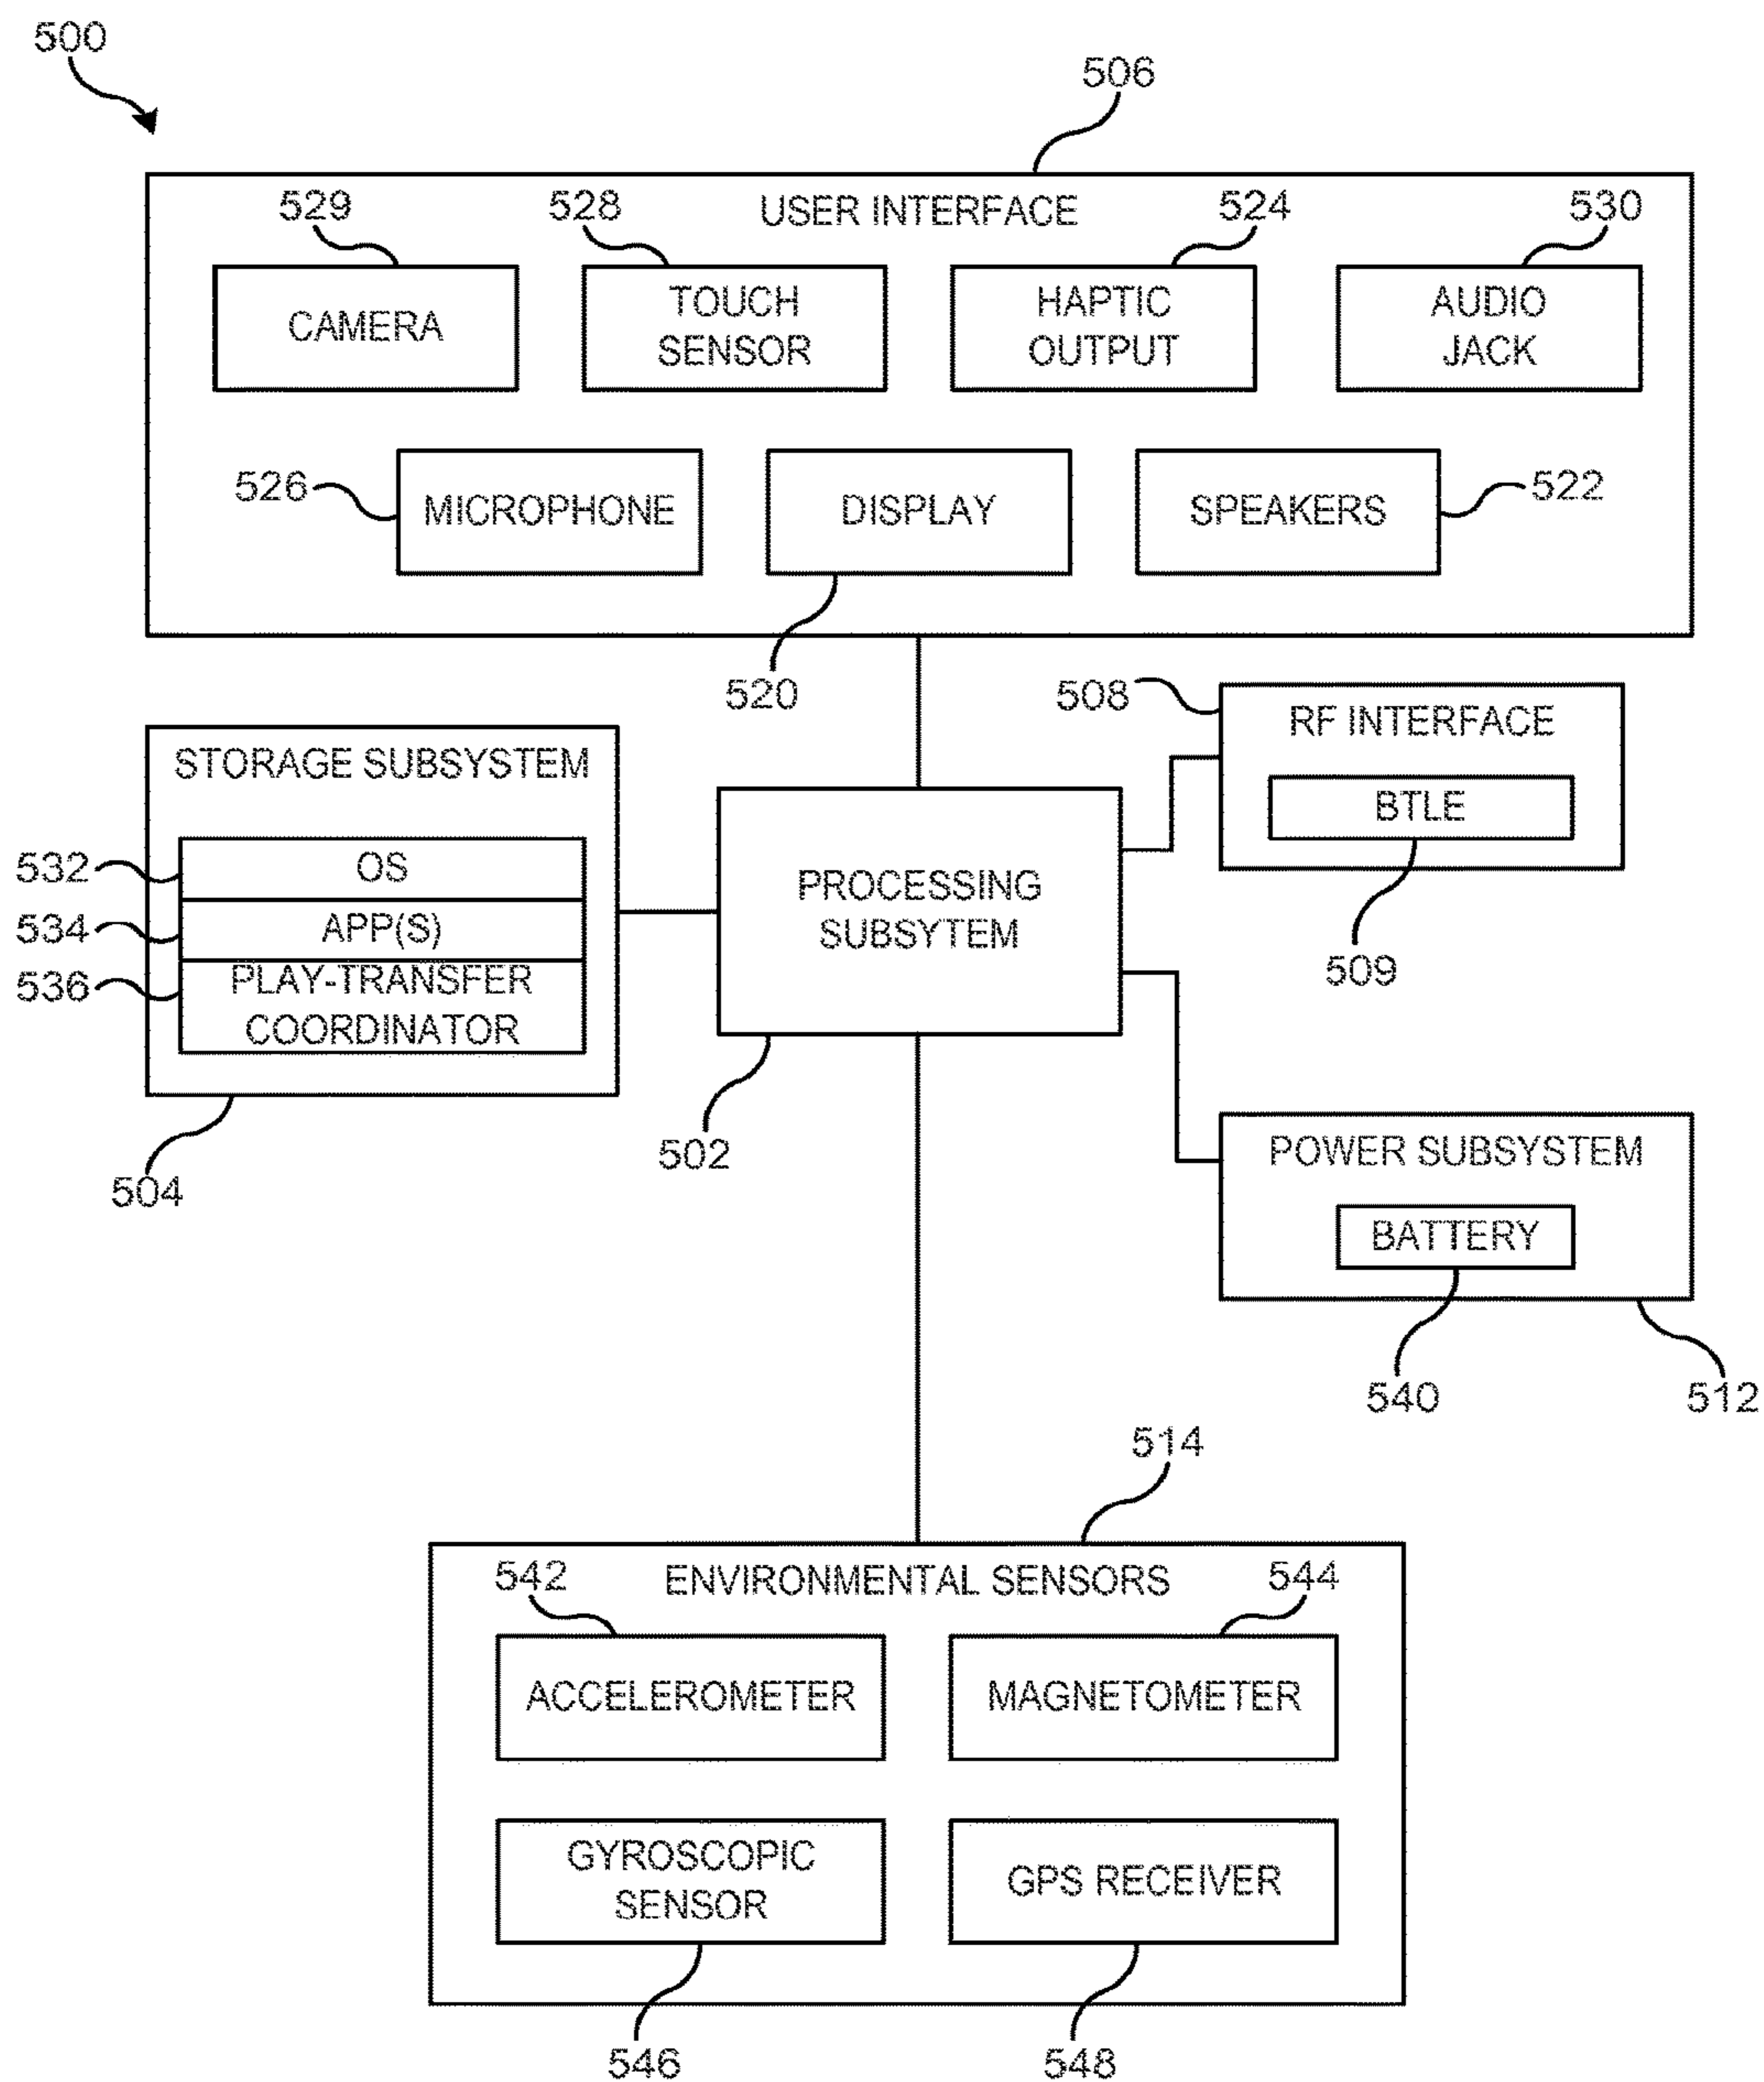 500
506
529
528
USER INTERFACE
524
530
CAMERA
TOUCH
SENSOR
HAPTIC
OUTPUT
AUDIO
JACK
526
MICROPHONE
DISPLAY
SPEAKERS
522
520
508
RF INTERFACE
BTLE
509
STORAGE SUBSYSTEM
532
OS
534
APP(S)
536
PLAY-TRANSFER
COORDINATOR
504
PROCESSING
SUBSYTEM
502
POWER SUBSYSTEM
BATTERY
540
512
514
542
ENVIRONMENTAL SENSORS
544
ACCELEROMETER
MAGNETOMETER
GYROSCOPIC
SENSOR
GPS RECEIVER
546
548